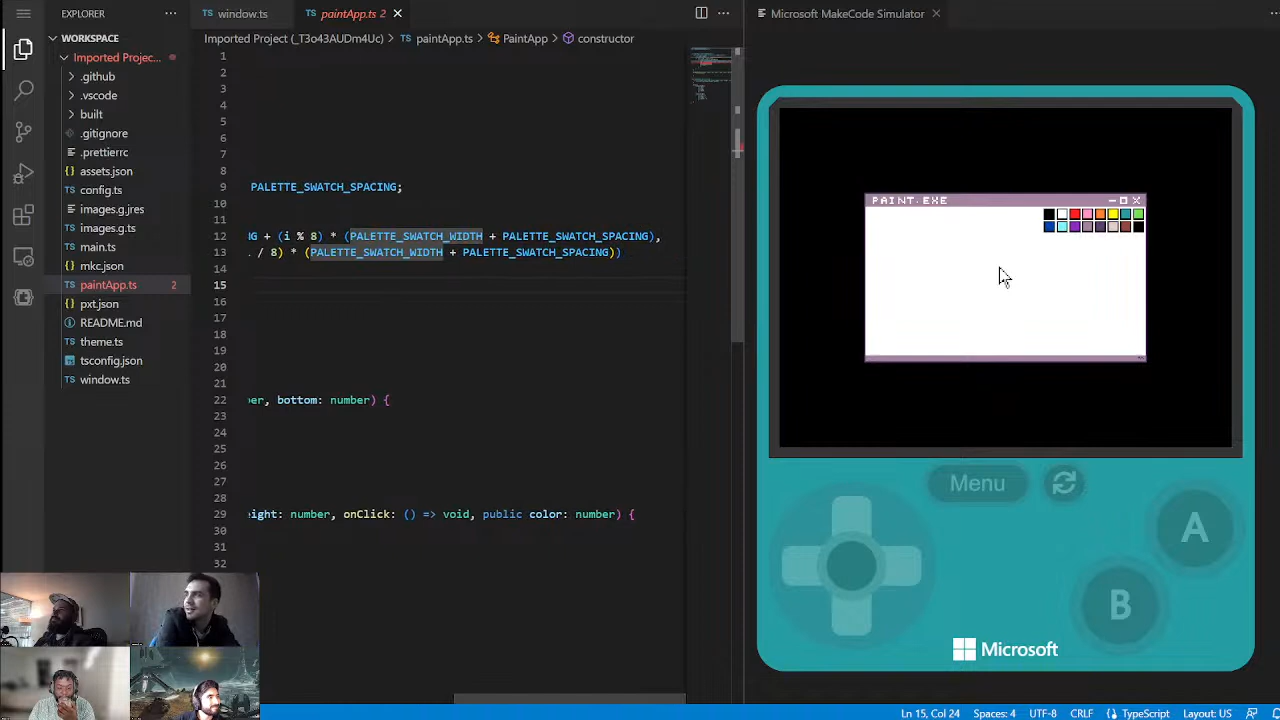 EXPLORER
window.ts
paintApp.ts 2
Microsoft MakeCode Simulator
WORKSPACE
Imported Project (_T3o43AUDm4Uc) > paintApp.ts > PaintApp > constructor
Imported Projec...
.github
.vscode
built
.gitignore
.prettierrc
assets.json
config.ts
images.g.jres
images.g.ts
main.ts
mkc.json
paintApp.ts 2
pxt.json
README.md
theme.ts
tsconfig.json
window.ts
1
2
3
4
5
6
7
8
9 PALETTE_SWATCH_SPACING;
10
11
12 NG + (i % 8) * (PALETTE_SWATCH_WIDTH + PALETTE_SWATCH_SPACING),
13 . / 8) * (PALETTE_SWATCH_WIDTH + PALETTE_SWATCH_SPACING))
14
15
16
17
18
19
20
21
22 ber, bottom: number) {
23
24
25
26
27
28
29 eight: number, onClick: () => void, public color: number) {
30
31
32
PAINT.EXE
Menu
A
B
Microsoft
Ln 15, Col 24
Spaces: 4
UTF-8
CRLF
TypeScript
Layout: US